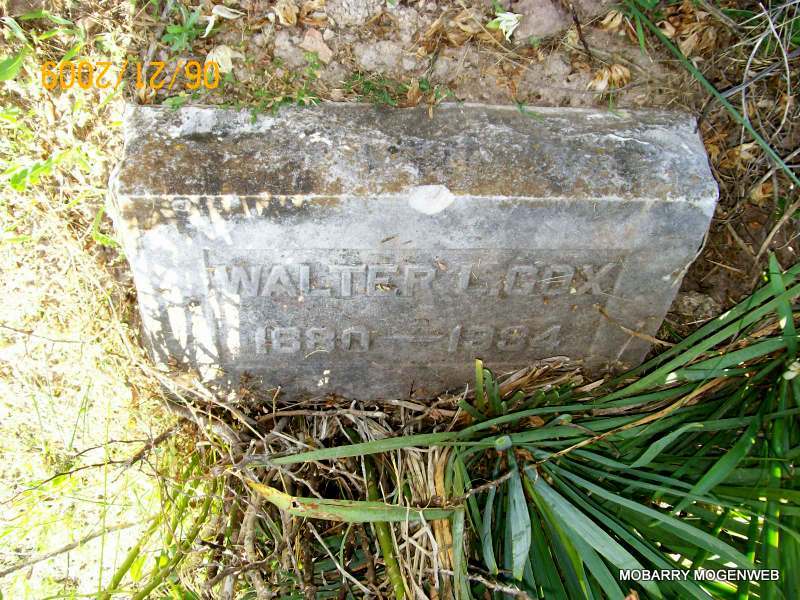 06/21/2009
WALTER L. COX
1880 — 1934
MOBARRY MOGENWEB